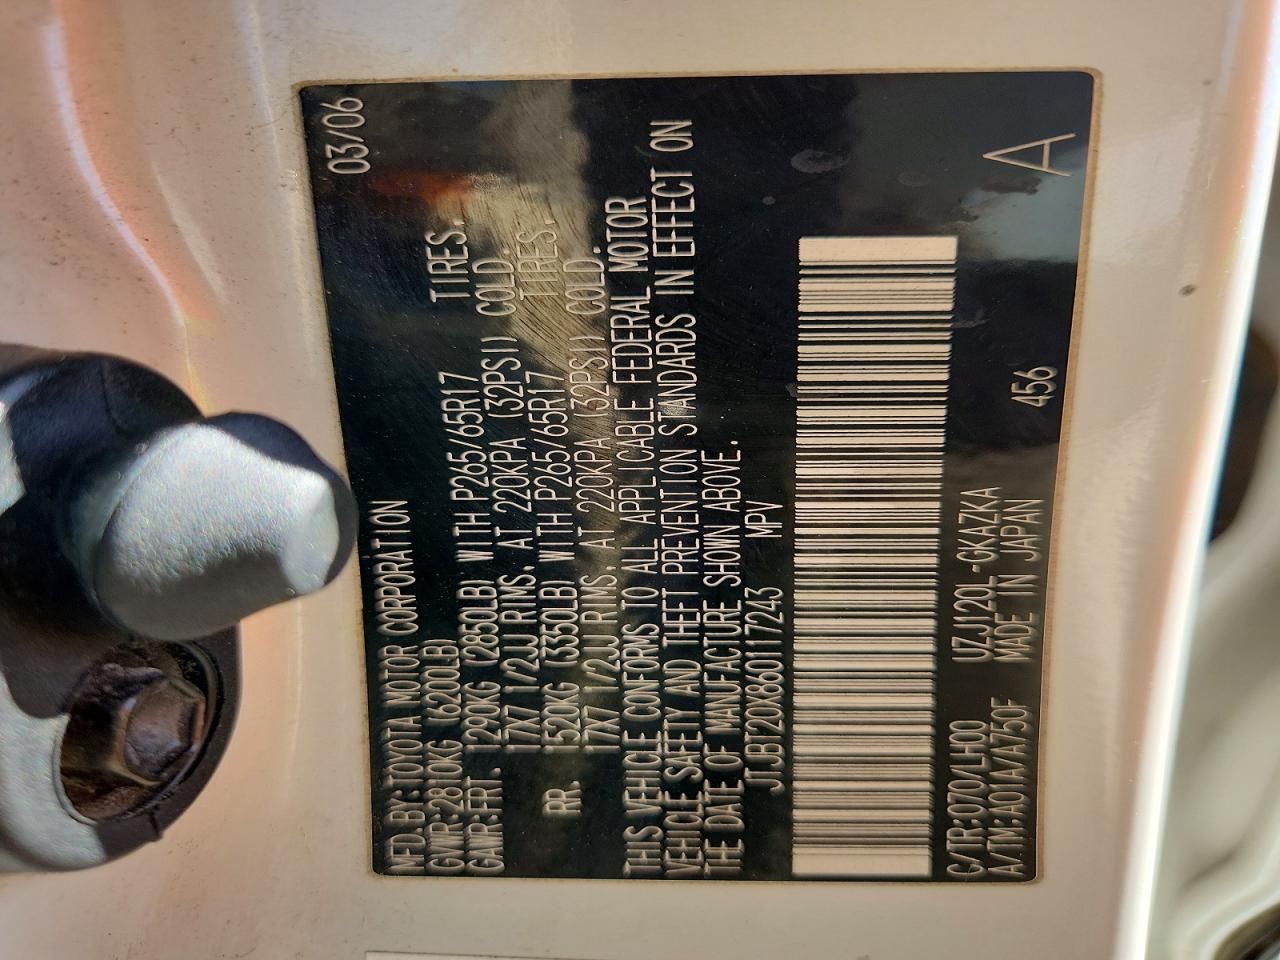 MFD.BY:TOYOTA MOTOR CORPORATION 03/06
GVWR:2810KG (6200LB)
GAWR:FRT. 1290KG (2850LB) WITH P265/65R17 TIRES.
17X7 1/2JJ RIMS, AT 220KPA (32PSI) COLD
RR. 1520KG (3350LB) WITH P265/65R17 TIRES.
17X7 1/2JJ RIMS, AT 220KPA (32PSI) COLD.
THIS VEHICLE CONFORMS TO ALL APPLICABLE FEDERAL MOTOR
VEHICLE SAFETY AND THEFT PREVENTION STANDARDS IN EFFECT ON
THE DATE OF MANUFACTURE SHOWN ABOVE.
JTJBT20X860117243 MPV
C/TR:070/LH00 UZJ120L-GKAZKA
A/TM:A01A/A750F MADE IN JAPAN 456 A